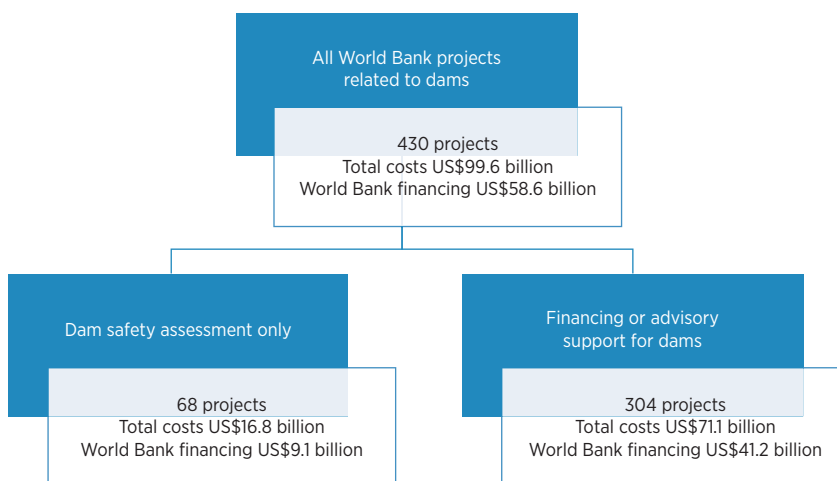 All World Bank projects
related to dams
430 projects
Total costs US$99.6 billion
World Bank financing US$58.6 billion
Dam safety assessment only
68 projects
Total costs US$16.8 billion
World Bank financing US$9.1 billion
Financing or advisory
support for dams
304 projects
Total costs US$71.1 billion
World Bank financing US$41.2 billion